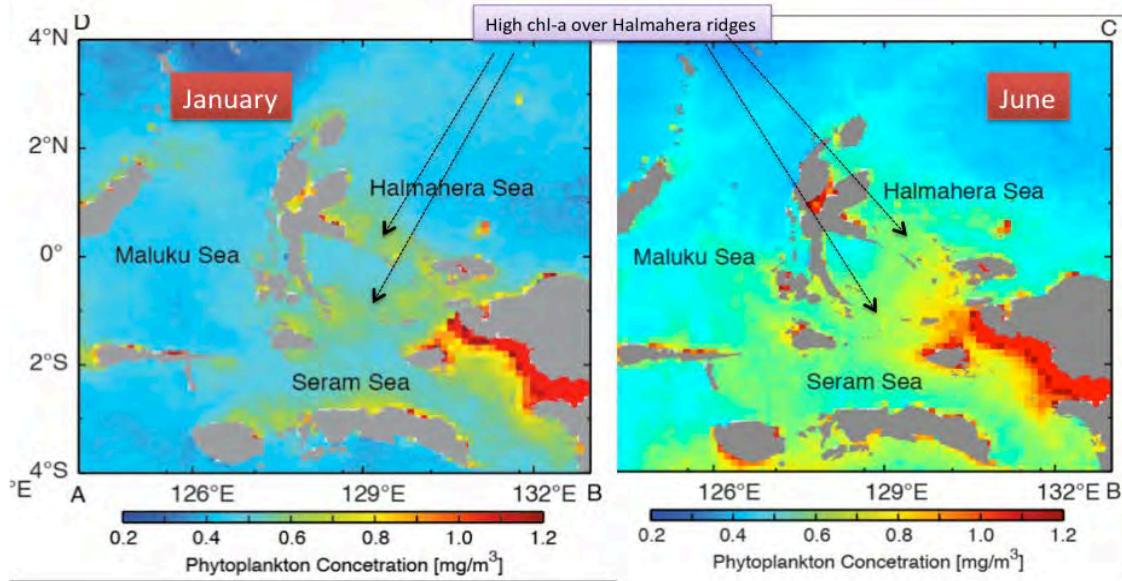 High chl-a over Halmahera ridges
D
C
4°N
2°N
0°
2°S
4°S
January
Halmahera Sea
Maluku Sea
Seram Sea
°E
A
126°E
129°E
132°E B
0.2 0.4 0.6 0.8 1.0 1.2
Phytoplankton Concetration [mg/m³]
June
Halmahera Sea
Maluku Sea
Seram Sea
126°E
129°E
132°E B
0.2 0.4 0.6 0.8 1.0 1.2
Phytoplankton Concetration [mg/m³]